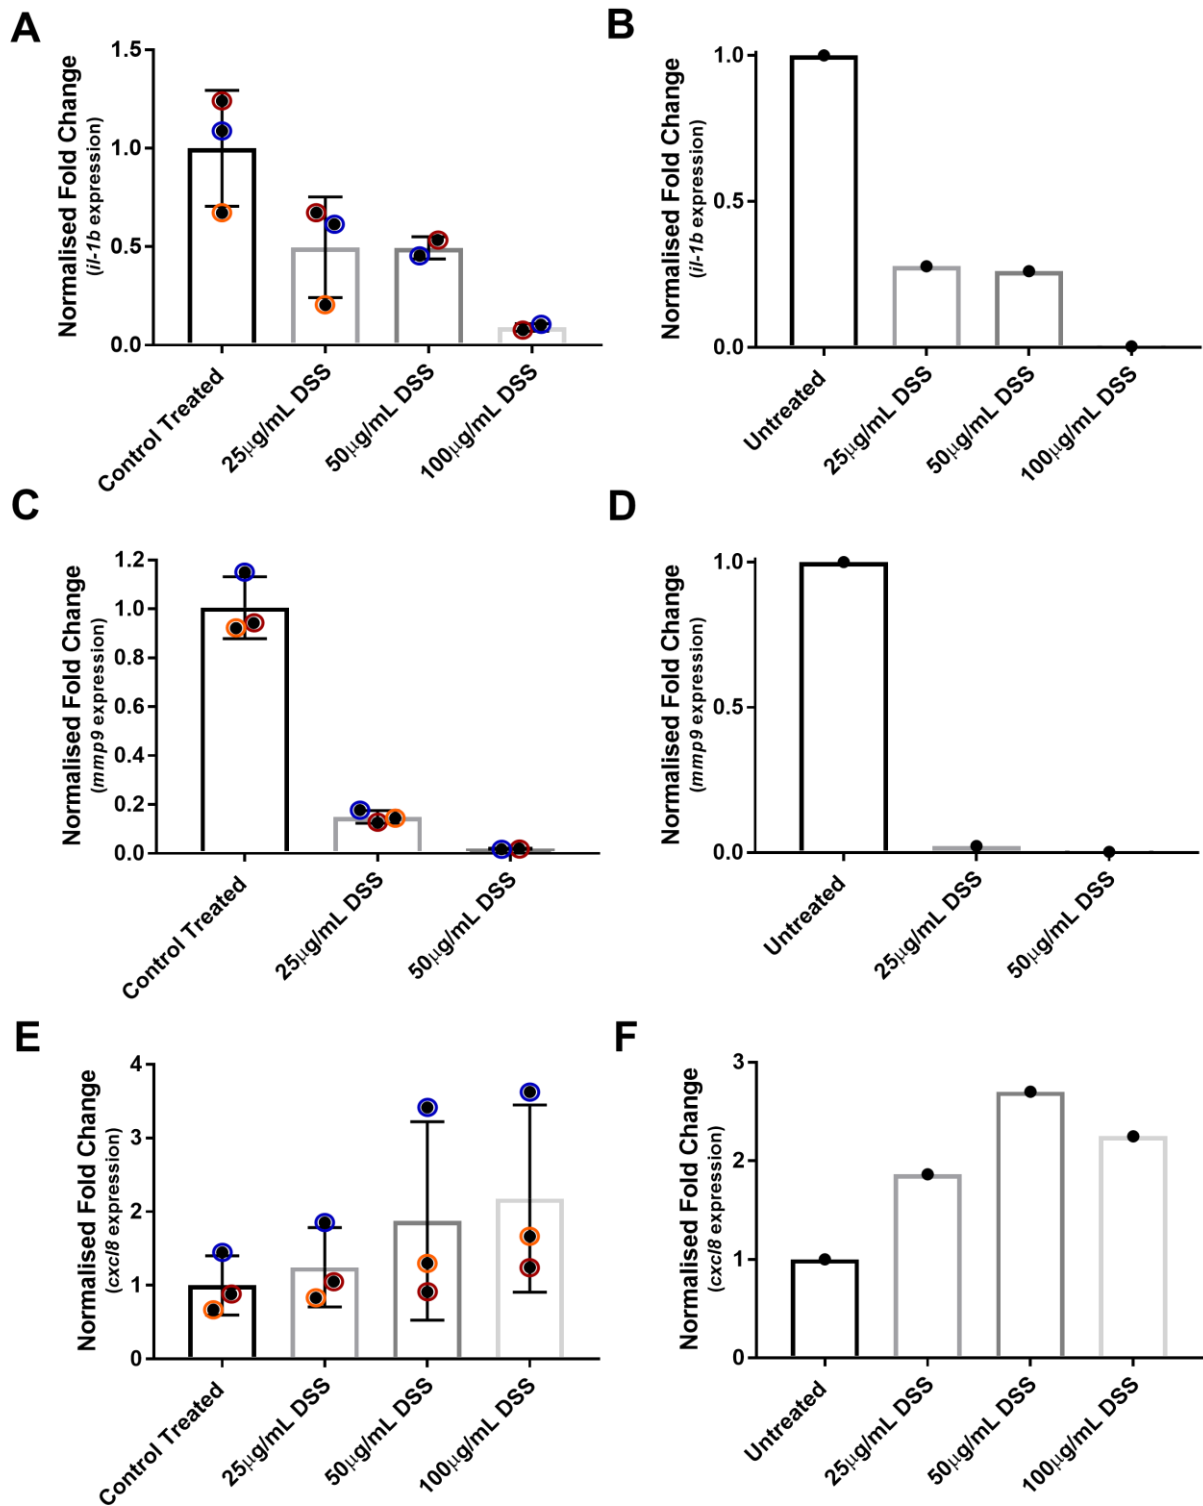 A
Normalised Fold Change
(il-1b expression)
1.5
1.0
0.5
0.0
Control Treated
25µg/mL DSS
50µg/mL DSS
100µg/mL DSS
B
Normalised Fold Change
(il-1b expression)
1.0
0.5
0.0
Untreated
25µg/mL DSS
50µg/mL DSS
100µg/mL DSS
C
Normalised Fold Change
(mmp9 expression)
1.2
1.0
0.8
0.6
0.4
0.2
0.0
Control Treated
25µg/mL DSS
50µg/mL DSS
D
Normalised Fold Change
(mmp9 expression)
1.0
0.5
0.0
Untreated
25µg/mL DSS
50µg/mL DSS
E
Normalised Fold Change
(cxcl8 expression)
4
3
2
1
0
Control Treated
25µg/mL DSS
50µg/mL DSS
100µg/mL DSS
F
Normalised Fold Change
(cxcl8 expression)
3
2
1
0
Untreated
25µg/mL DSS
50µg/mL DSS
100µg/mL DSS